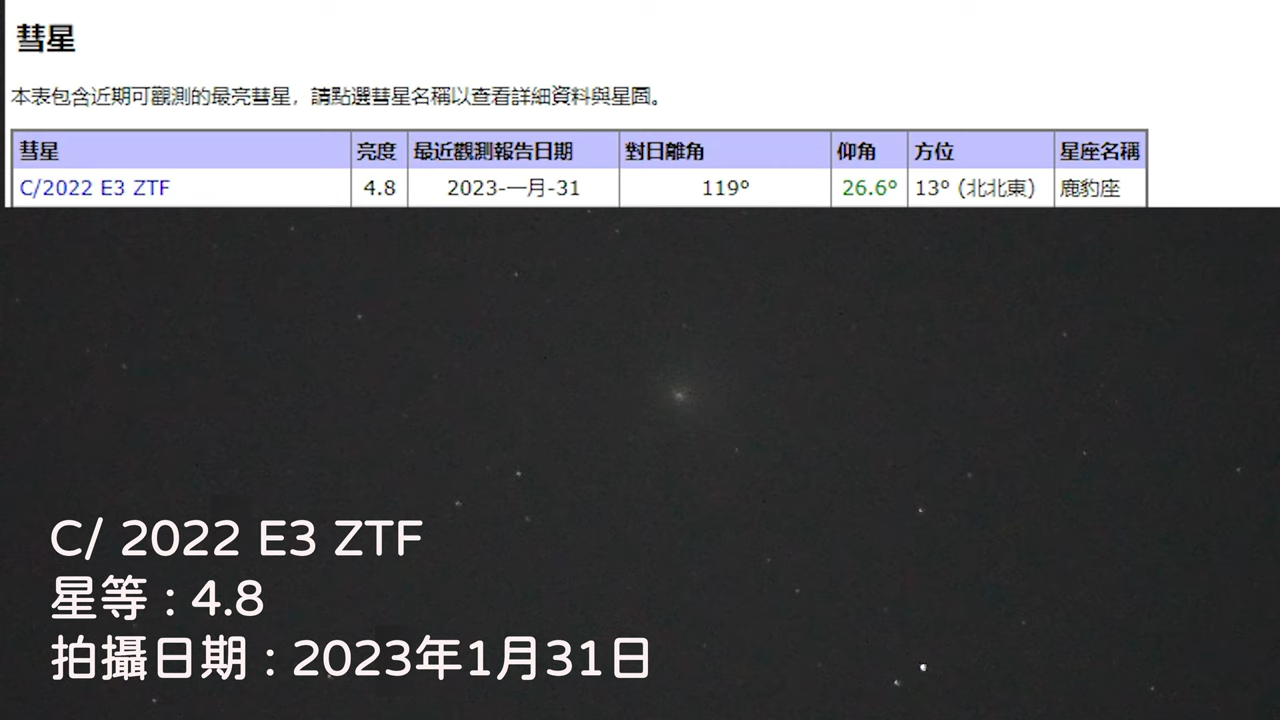 彗星
本表包含近期可觀測的最亮彗星，請點選彗星名稱以查看詳細資料與星圖。
彗星 亮度 最近觀測報告日期 對日離角 仰角 方位 星座名稱
C/2022 E3 ZTF 4.8 2023-一月-31 119° 26.6° 13° (北北東) 鹿豹座
C/ 2022 E3 ZTF
星等 : 4.8
拍攝日期 : 2023年1月31日